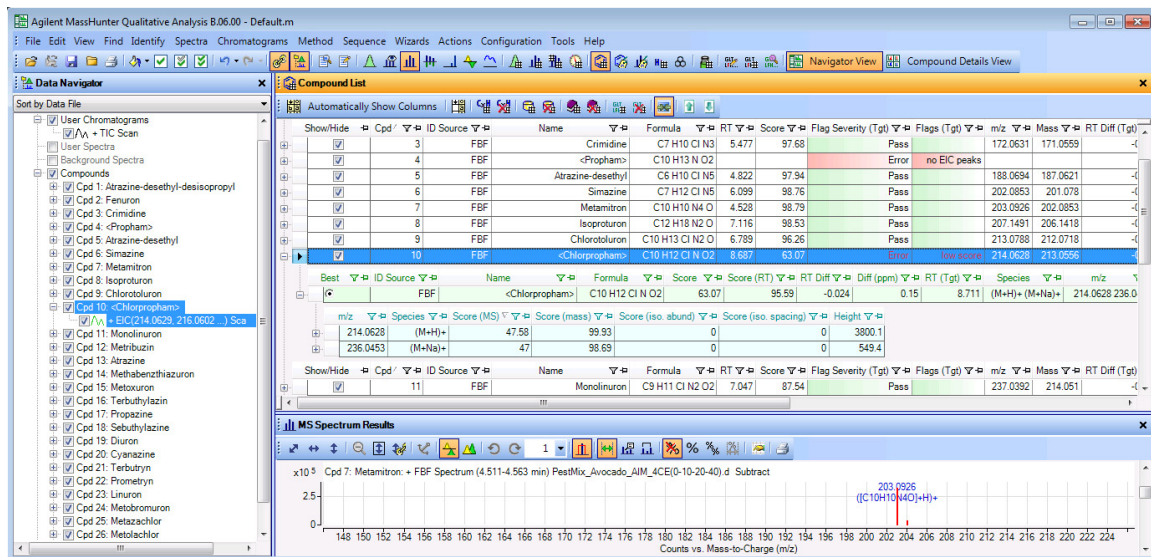 Agilent MassHunter Qualitative Analysis B.06.00 - Default.m
File Edit View Find Identify Spectra Chromatograms Method Sequence Wizards Actions Configuration Tools Help
Navigator View Compound Details View
Data Navigator
Sort by Data File
User Chromatograms
+ TIC Scan
User Spectra
Background Spectra
Compounds
Cpd 1: Atrazine-desethyl-desisopropyl
Cpd 2: Fenuron
Cpd 3: Crimidine
Cpd 4: <Propham>
Cpd 5: Atrazine-desethyl
Cpd 6: Simazine
Cpd 7: Metamitron
Cpd 8: Isoproturon
Cpd 9: Chlorotoluron
Cpd 10: <Chlorpropham>
+ EIC(214.0629, 216.0602 ...) Sca
Cpd 11: Monolinuron
Cpd 12: Metribuzin
Cpd 13: Atrazine
Cpd 14: Methabenzthiazuron
Cpd 15: Metoxuron
Cpd 16: Terbuthylazin
Cpd 17: Propazine
Cpd 18: Sebuthylazine
Cpd 19: Diuron
Cpd 20: Cyanazine
Cpd 21: Terbutryn
Cpd 22: Prometryn
Cpd 23: Linuron
Cpd 24: Metobromuron
Cpd 25: Metazachlor
Cpd 26: Metolachlor
Compound List
Automatically Show Columns
Show/Hide Cpd ID Source Name Formula RT Score Flag Severity (Tgt) Flags (Tgt) m/z Mass RT Diff (Tgt)
3 FBF Crimidine C7 H10 Cl N3 5.477 97.68 Pass 172.0631 171.0559
4 FBF <Propham> C10 H13 N O2 Error no EIC peaks
5 FBF Atrazine-desethyl C6 H10 Cl N5 4.822 97.94 Pass 188.0694 187.0621
6 FBF Simazine C7 H12 Cl N5 6.099 98.76 Pass 202.0853 201.078
7 FBF Metamitron C10 H10 N4 O 4.528 98.79 Pass 203.0926 202.0853
8 FBF Isoproturon C12 H18 N2 O 7.116 98.53 Pass 207.1491 206.1418
9 FBF Chlorotoluron C10 H13 Cl N2 O 6.789 96.26 Pass 213.0788 212.0718
10 FBF <Chlorpropham> C10 H12 Cl N O2 8.687 63.07 Error low score 214.0628 213.0556
Best ID Source Name Formula Score Score (RT) RT Diff Diff (ppm) RT (Tgt) Species m/z
FBF <Chlorpropham> C10 H12 Cl N O2 63.07 95.59 -0.024 0.15 8.711 (M+H)+ (M+Na)+ 214.0628 236.0
m/z Species Score (MS) Score (mass) Score (iso. abund) Score (iso. spacing) Height
214.0628 (M+H)+ 47.58 99.93 0 0 3800.1
236.0453 (M+Na)+ 47 98.69 0 0 549.4
Show/Hide Cpd ID Source Name Formula RT Score Flag Severity (Tgt) Flags (Tgt) m/z Mass RT Diff (Tgt)
11 FBF Monolinuron C9 H11 Cl N2 O2 7.047 87.54 Pass 237.0392 214.051
MS Spectrum Results
1
x10 5 Cpd 7: Metamitron: + FBF Spectrum (4.511-4.563 min) PestMix_Avocado_AIM_4CE(0-10-20-40).d Subtract
203.0926
([C10H10N4O]+H)+
2.5
0
148 150 152 154 156 158 160 162 164 166 168 170 172 174 176 178 180 182 184 186 188 190 192 194 196 198 200 202 204 206 208 210 212 214 216 218 220 222 224
Counts vs. Mass-to-Charge (m/z)